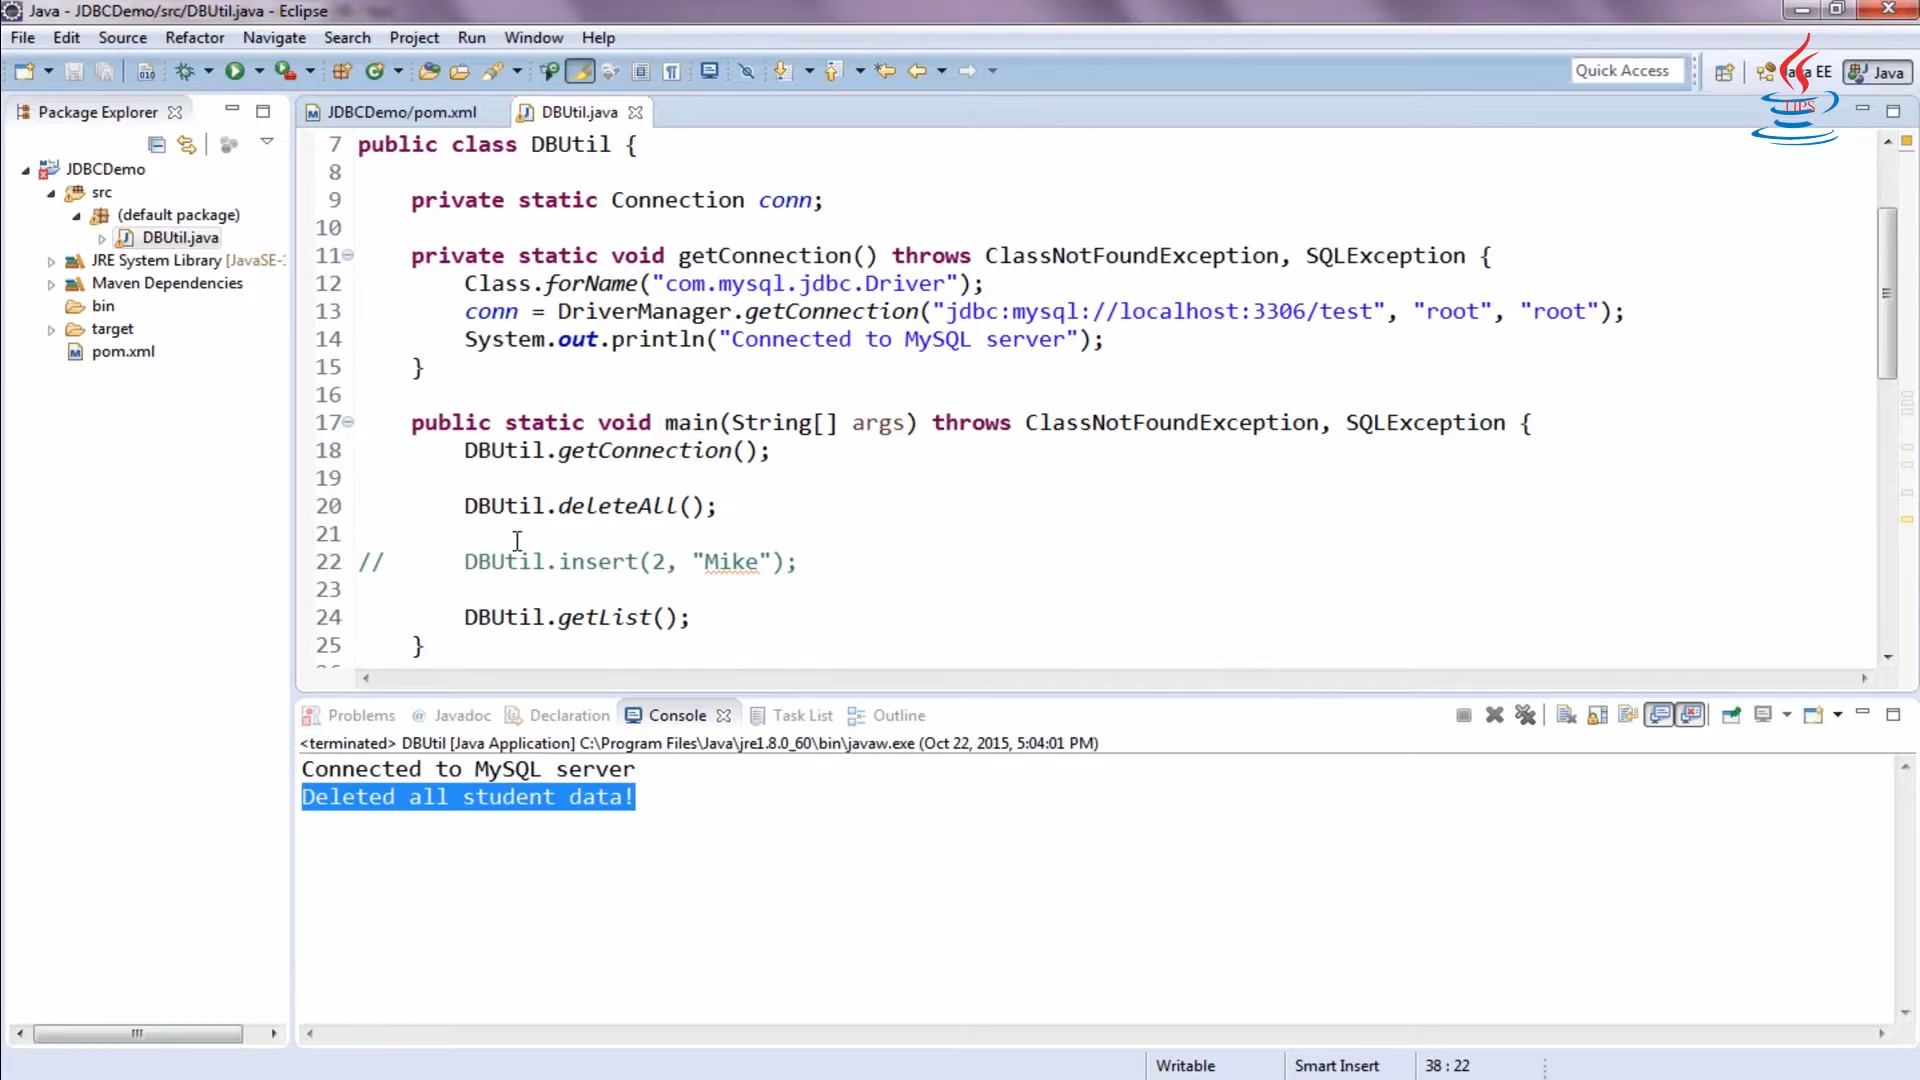 Java - JDBCDemo/src/DBUtil.java - Eclipse
File Edit Source Refactor Navigate Search Project Run Window Help
Quick Access
Java EE
Java
TIPS
Package Explorer
JDBCDemo/pom.xml
DBUtil.java
JDBCDemo
src
(default package)
DBUtil.java
JRE System Library [JavaSE-1
Maven Dependencies
bin
target
pom.xml
7 public class DBUtil {
8
9 private static Connection conn;
10
11 private static void getConnection() throws ClassNotFoundException, SQLException {
12 Class.forName("com.mysql.jdbc.Driver");
13 conn = DriverManager.getConnection("jdbc:mysql://localhost:3306/test", "root", "root");
14 System.out.println("Connected to MySQL server");
15 }
16
17 public static void main(String[] args) throws ClassNotFoundException, SQLException {
18 DBUtil.getConnection();
19
20 DBUtil.deleteAll();
21
22 // DBUtil.insert(2, "Mike");
23
24 DBUtil.getList();
25 }
Problems @ Javadoc Declaration Console Task List Outline
<terminated> DBUtil [Java Application] C:\Program Files\Java\jre1.8.0_60\bin\javaw.exe (Oct 22, 2015, 5:04:01 PM)
Connected to MySQL server
Deleted all student data!
Writable Smart Insert 38 : 22